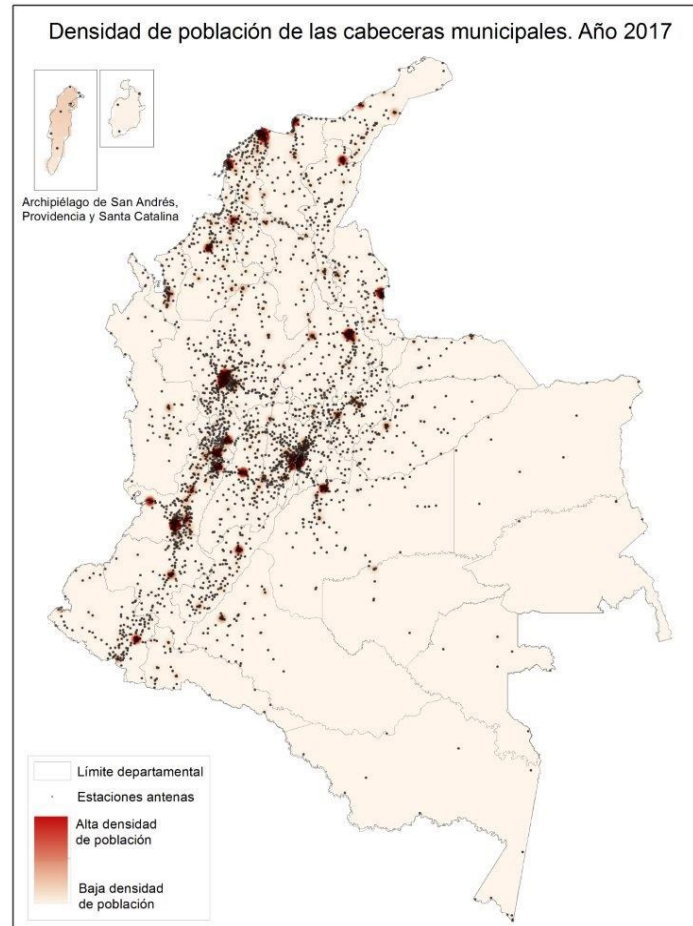 Densidad de población de las cabeceras municipales. Año 2017
Archipiélago de San Andrés,
Providencia y Santa Catalina
Límite departamental
Estaciones antenas
Alta densidad
de población
Baja densidad
de población